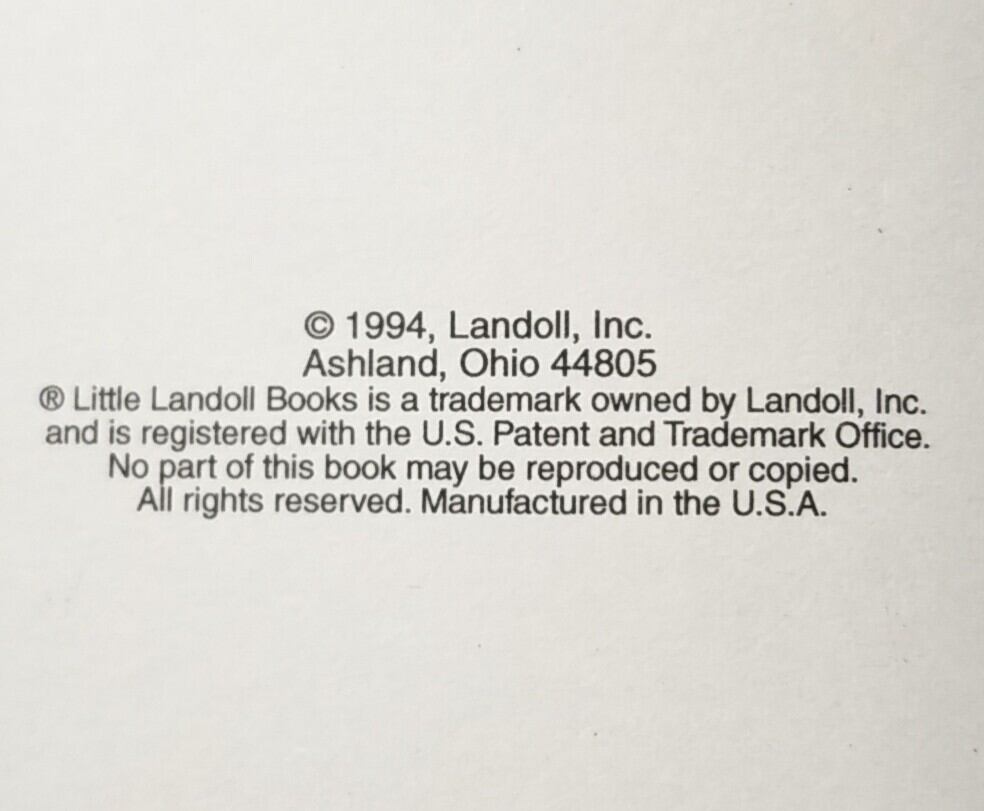 © 1994, Landoll, Inc.
Ashland, Ohio 44805
® Little Landoll Books is a trademark owned by Landoll, Inc.
and is registered with the U.S. Patent and Trademark Office.
No part of this book may be reproduced or copied.
All rights reserved. Manufactured in the U.S.A.